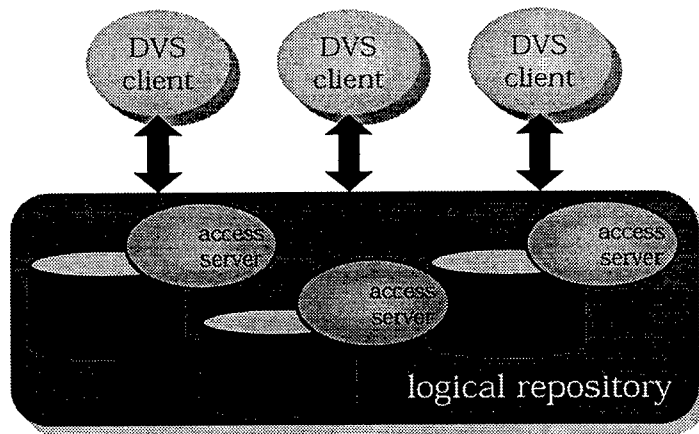 DVS
client
DVS
client
DVS
client
access
server
access
server
access
server
logical repository